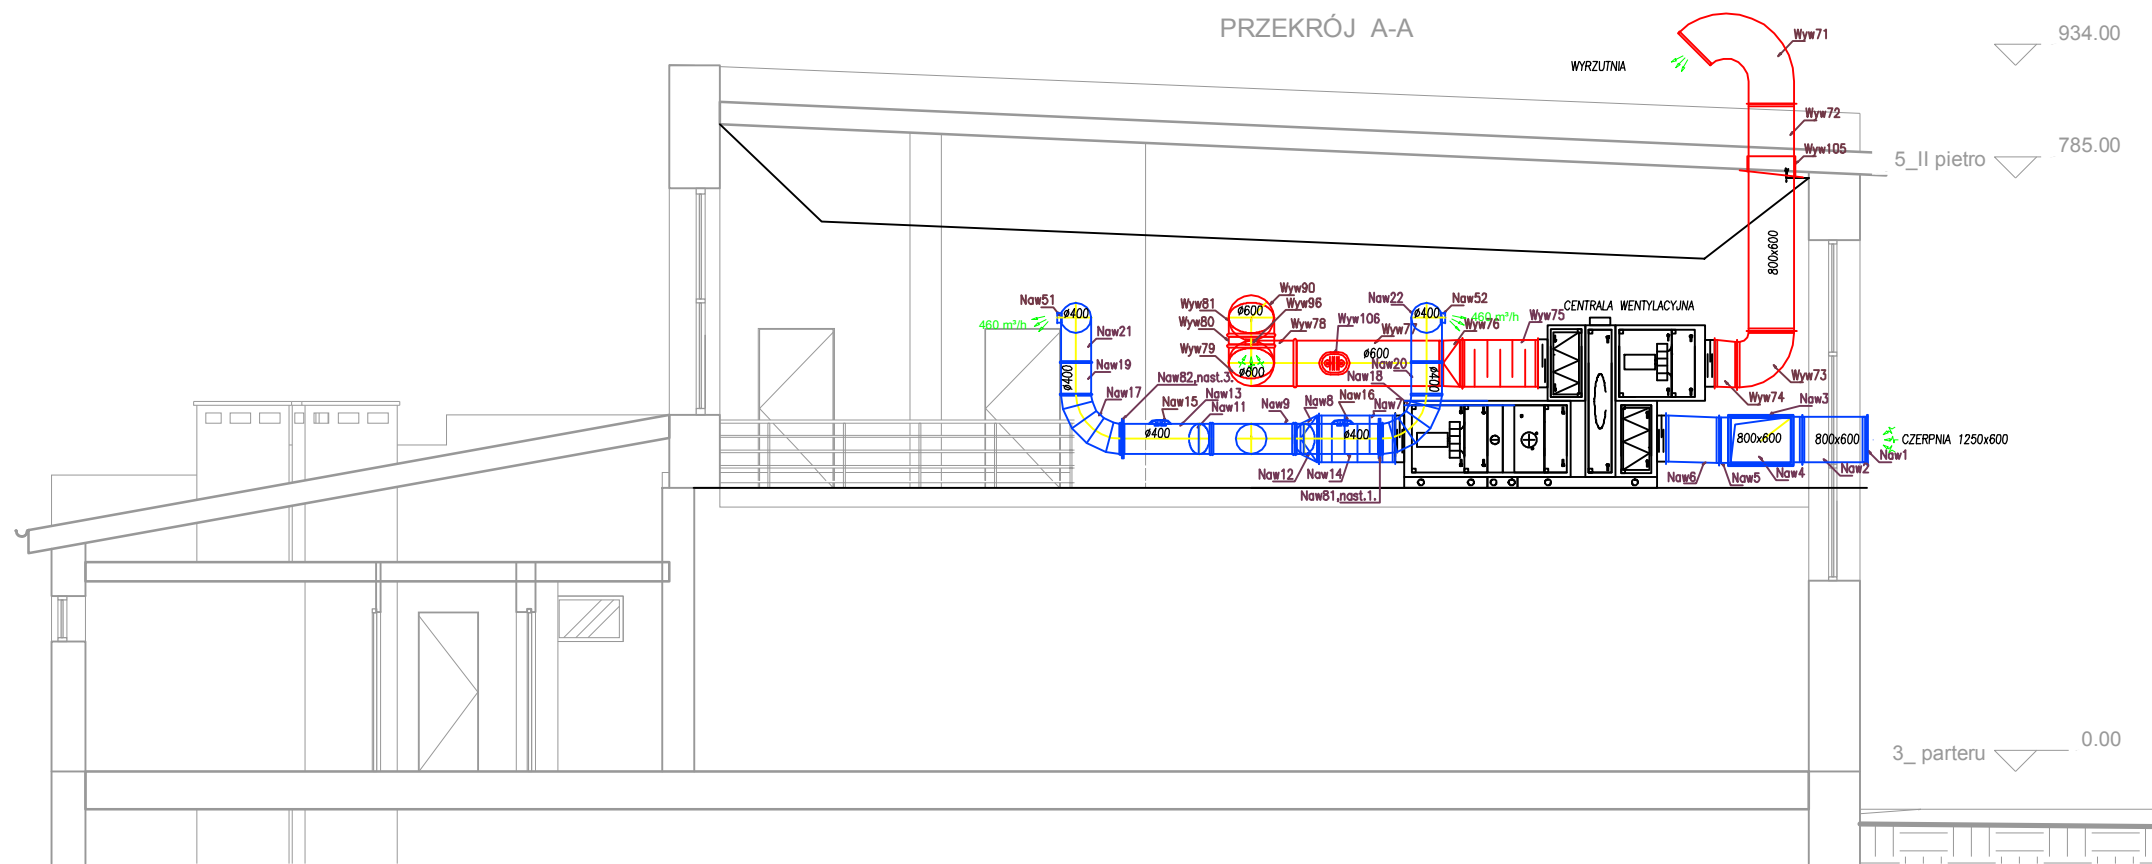 PRZEKRÓJ A-A
934.00
Wyw71
WYRZUTNIA
Wyw72
785.00
Wyw105
5_II pietro
800x600
Wyw90
Naw51
Wyw81
Wyw96
Naw22
Naw52
CENTRALA WENTYLACYJNA
ø400
ø600
ø400
460 m³/h
460 m³/h
Wyw80
Wyw78
Wyw106
Wyw7
Wyw76
Wyw75
Naw21
Wyw79
ø600
ø600
Naw19
Naw20
Wyw73
ø400
ø400
Naw82,nast.3.
Naw18
Wyw74
Naw17
Naw15
Naw13
Naw11
Naw9
Naw8
Naw16
Naw7
Naw3
ø400
ø400
800x600
800x600
CZERPNIA 1250x600
Naw1
Naw12
Naw14
Naw6
Naw5
Naw4
Naw2
Naw81,nast.1.
0.00
3_ parteru